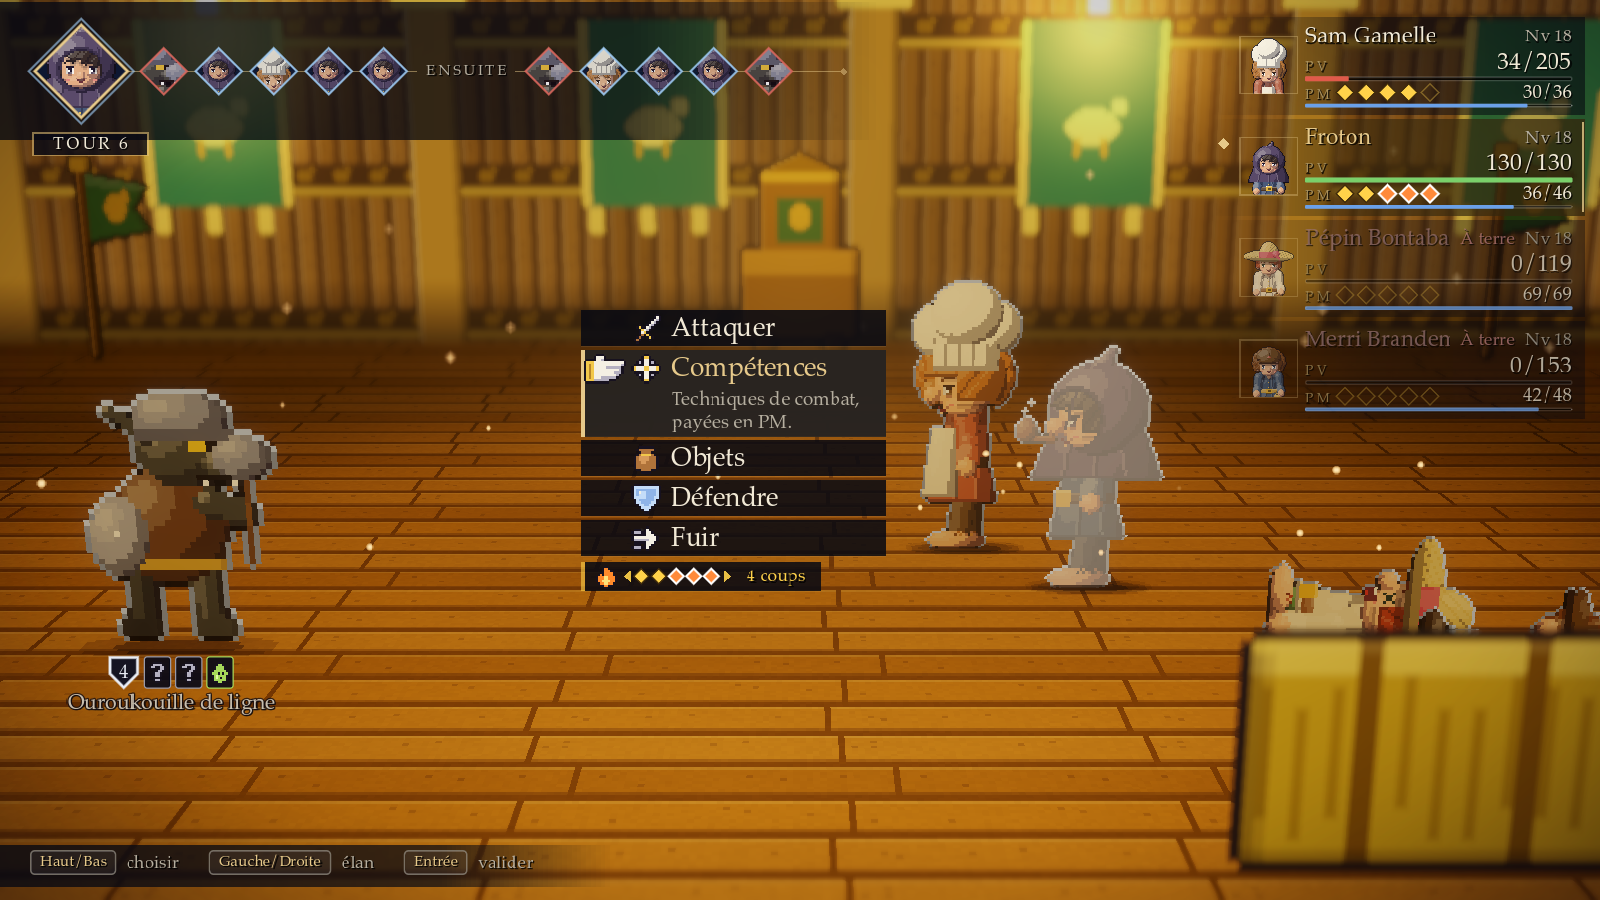 TOUR 6
ENSUITE
Sam Gamelle Nv 18
PV 34/205
PM 30/36
Froton Nv 18
PV 130/130
PM 36/46
Pépin Bontaba À terre Nv 18
PV 0/119
PM 69/69
Merri Branden À terre Nv 18
PV 0/153
PM 42/48
Attaquer
Compétences
Techniques de combat,
payées en PM.
Objets
Défendre
Fuir
4 coups
4 ? ?
Ouroukouille de ligne
Haut/Bas choisir Gauche/Droite élan Entrée valider